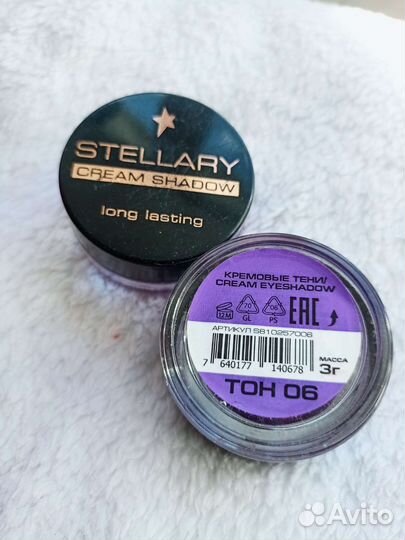 STELLARY
CREAM SHADOW
long lasting
КРЕМОВЫЕ ТЕНИ/
CREAM EYESHADOW
12M
70
GL
06
PS
EAC
АРТИКУЛ S810257006
МАССА
3г
7 640177 140678
ТОН 06
Avito